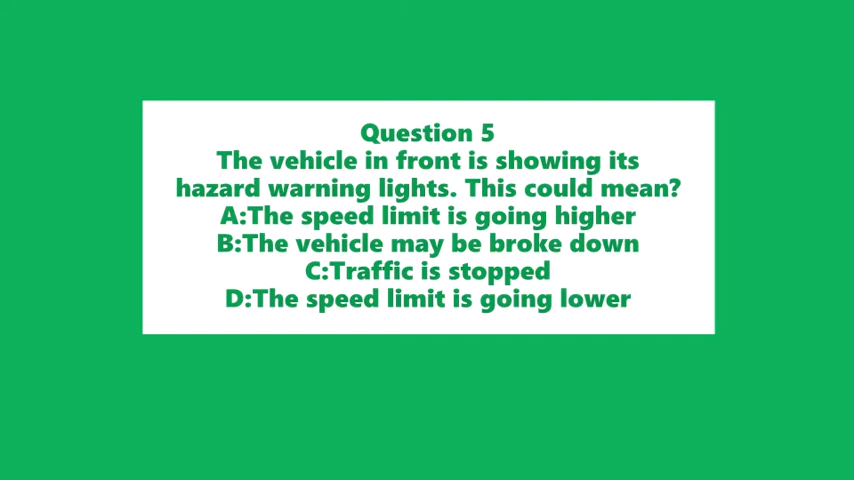 Question 5
The vehicle in front is showing its
hazard warning lights. This could mean?
A:The speed limit is going higher
B:The vehicle may be broke down
C:Traffic is stopped
D:The speed limit is going lower